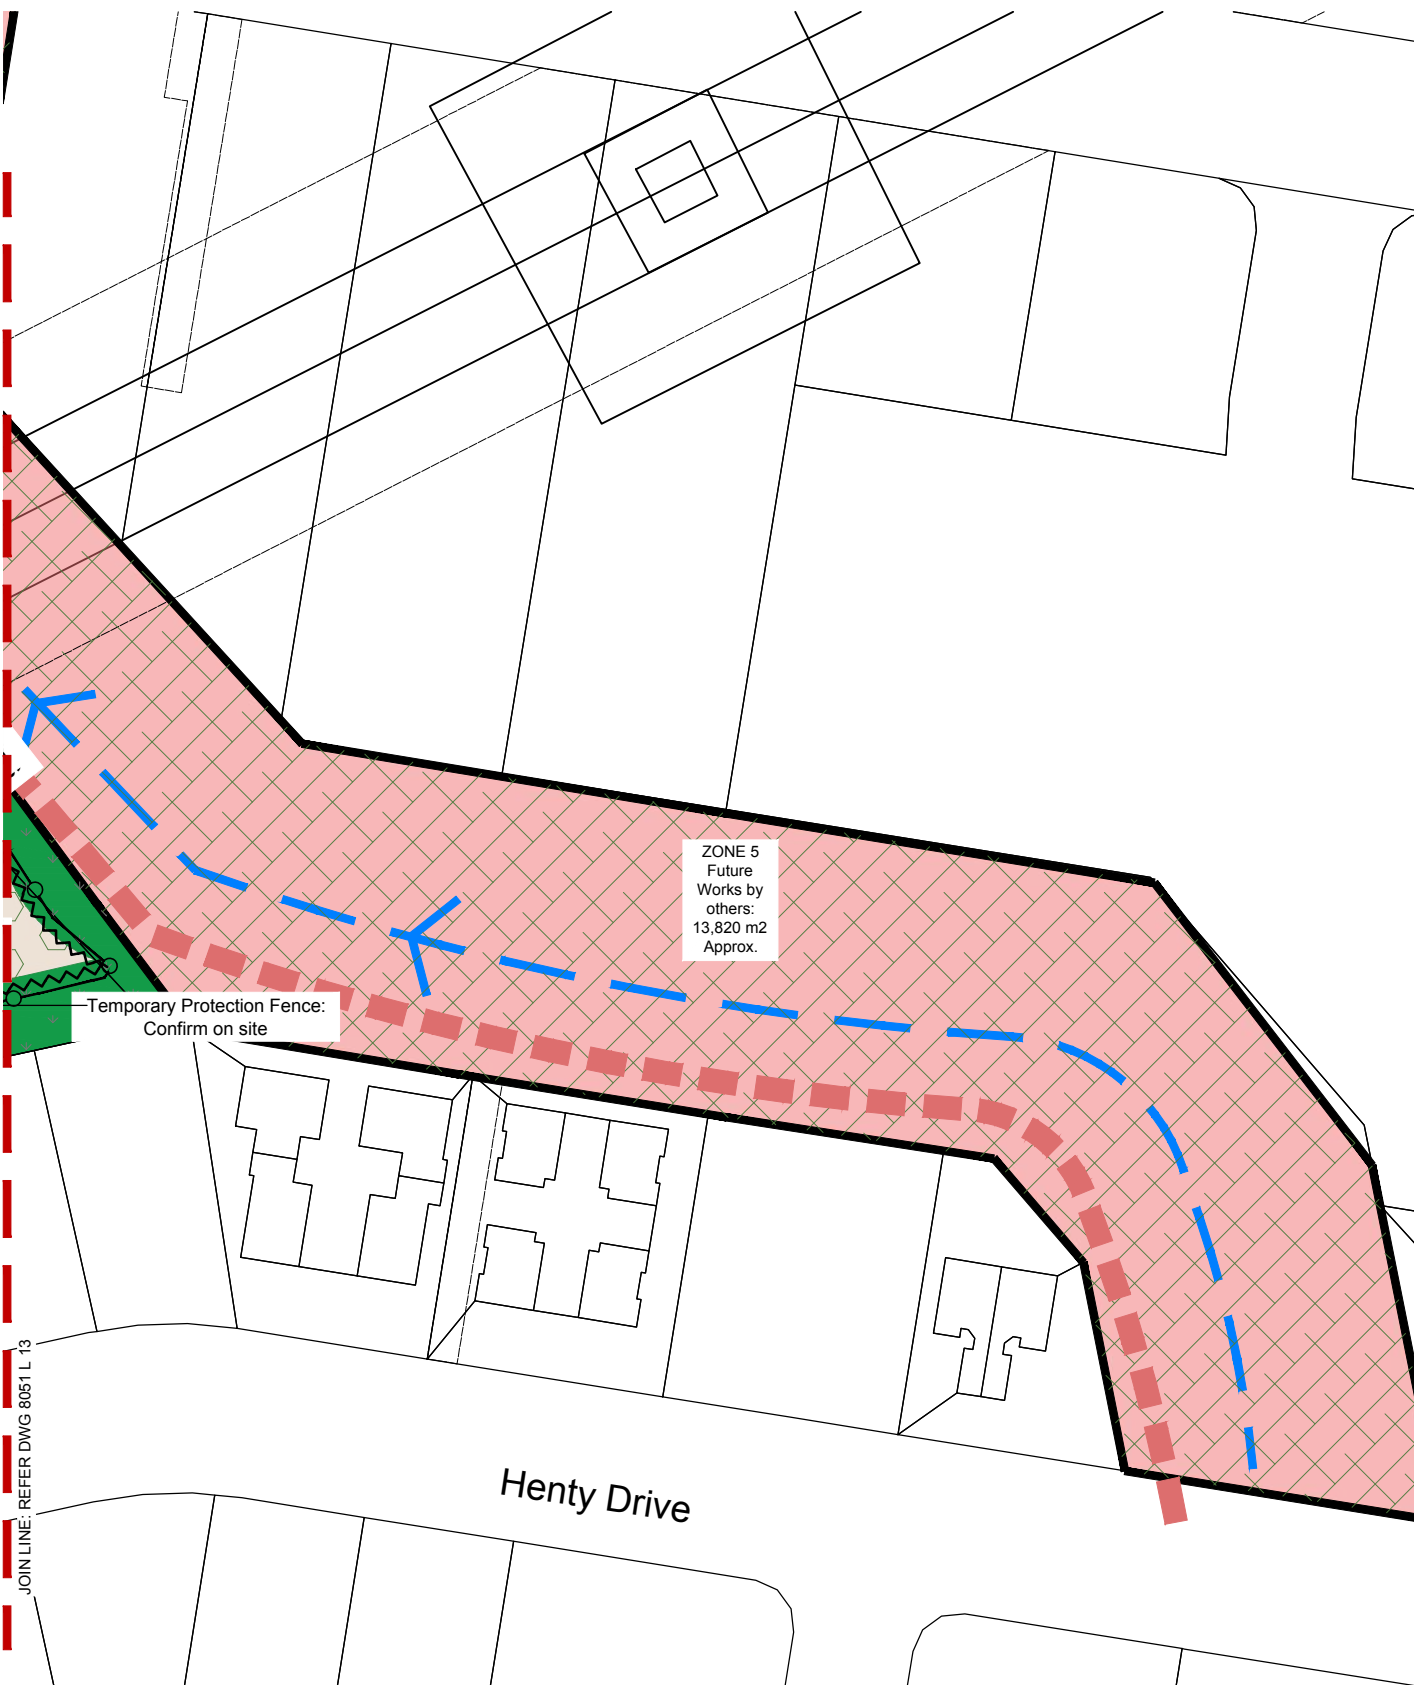 ZONE 5
Future
Works by
others:
13,820 m2
Approx.
Temporary Protection Fence:
Confirm on site
JOIN LINE: REFER DWG 8051 L 13
Henty Drive